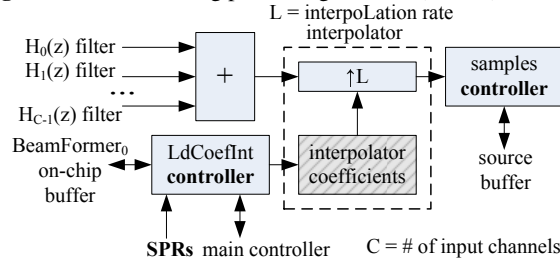 L = interpoLation rate
interpolator
H0(z) filter
H1(z) filter
...
HC-1(z) filter
+
↑L
samples
controller
BeamFormer0
on-chip
buffer
LdCoefInt
controller
interpolator
coefficients
source
buffer
SPRs main controller
C = # of input channels